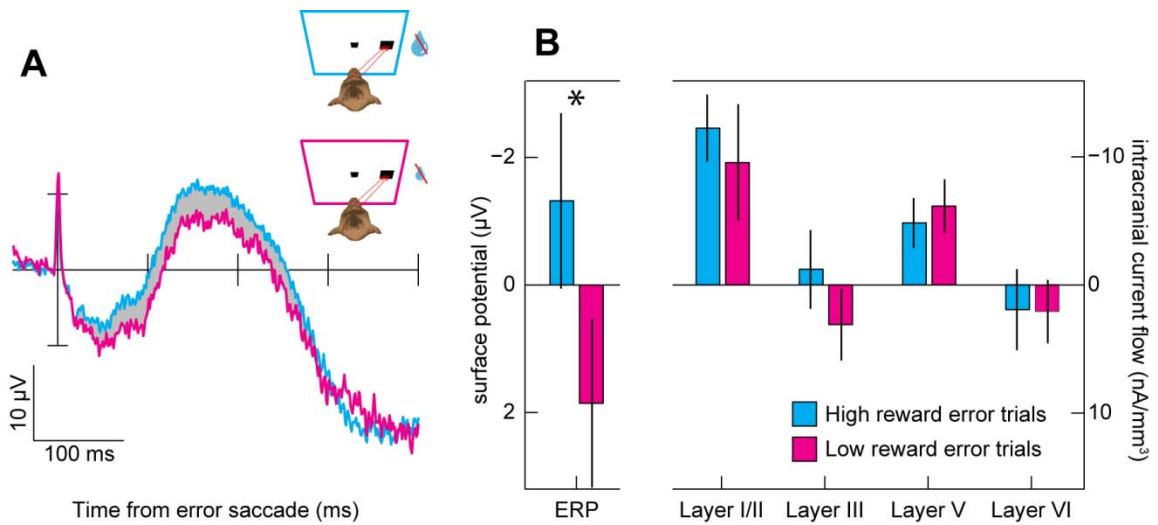 A
B
10 µV
100 ms
Time from error saccade (ms)
*
surface potential (µV)
−2
0
2
ERP
Layer I/II
Layer III
Layer V
Layer VI
−10
0
10
intracranial current flow (nA/mm³)
High reward error trials
Low reward error trials